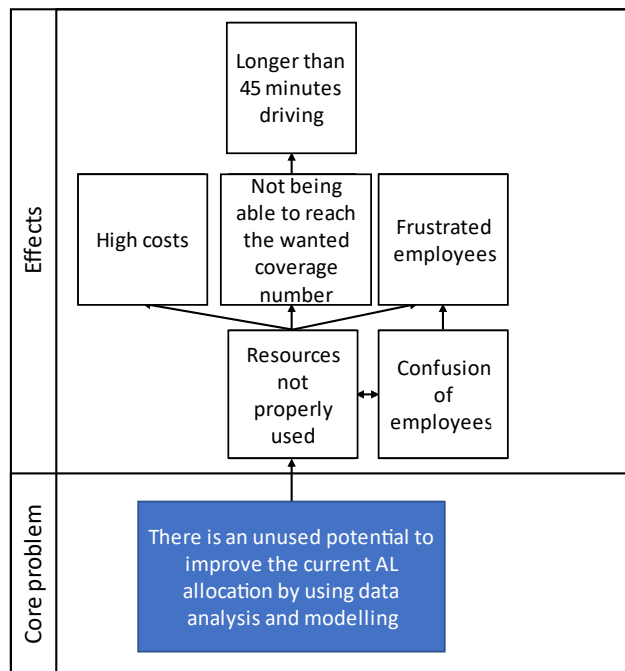 Effects
Longer than
45 minutes
driving
High costs
Not being
able to reach
the wanted
coverage
number
Frustrated
employees
Resources
not
properly
used
Confusion
of
employees
Core problem
There is an unused potential to
improve the current AL
allocation by using data
analysis and modelling